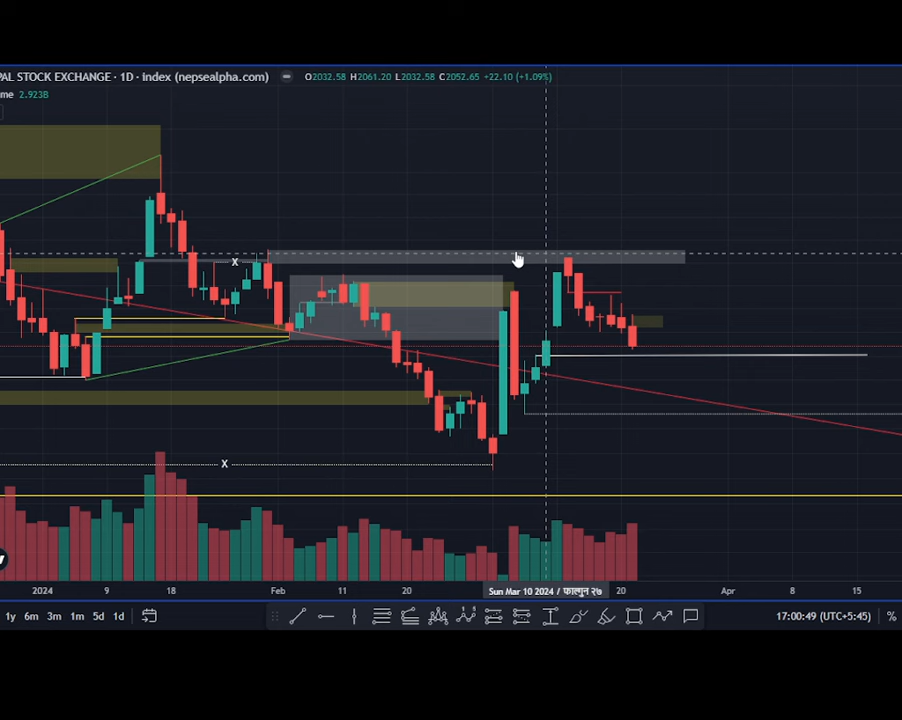 PAL STOCK EXCHANGE · 1D · index (nepsealpha.com) O2032.58 H2061.20 L2032.58 C2052.65 +22.10 (+1.09%)
me 2.923B
X
X
2024 9 18 Feb 11 20 Sun Mar 10 2024 / फाल्गुन २७ 20 Apr 8 15
1y 6m 3m 1m 5d 1d 17:00:49 (UTC+5:45) %